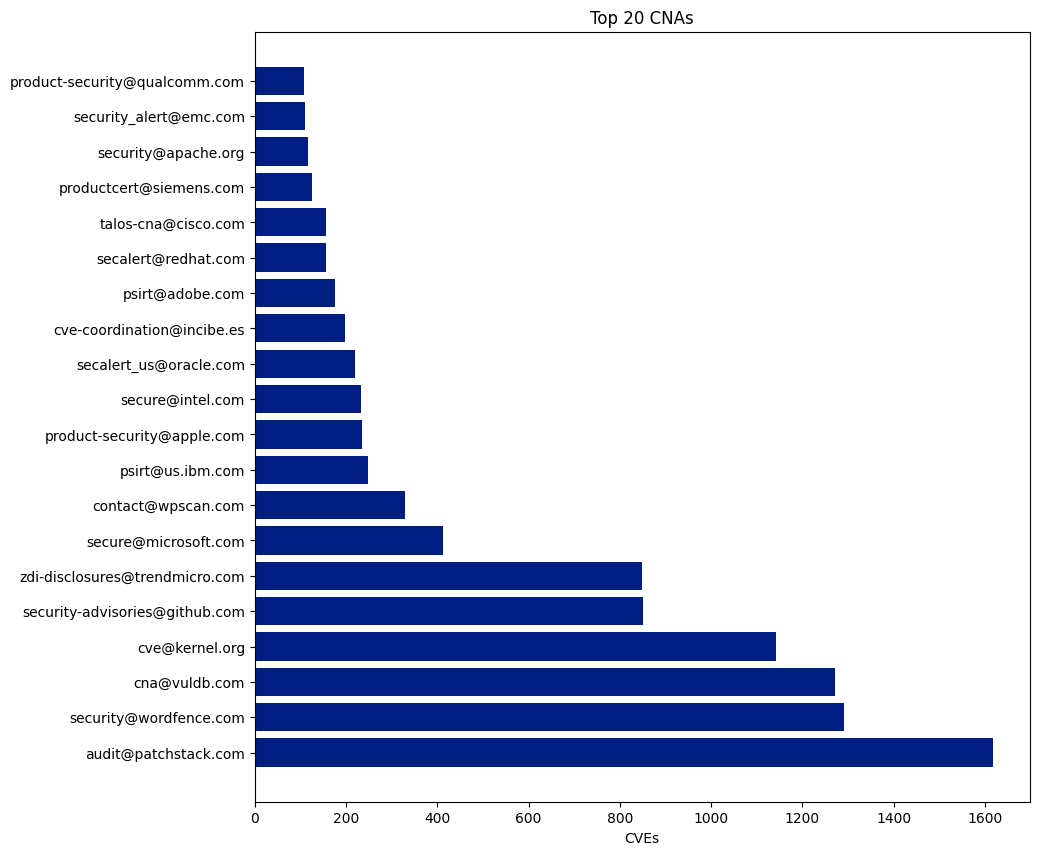 Top 20 CNAs
product-security@qualcomm.com
security_alert@emc.com
security@apache.org
productcert@siemens.com
talos-cna@cisco.com
secalert@redhat.com
psirt@adobe.com
cve-coordination@incibe.es
secalert_us@oracle.com
secure@intel.com
product-security@apple.com
psirt@us.ibm.com
contact@wpscan.com
secure@microsoft.com
zdi-disclosures@trendmicro.com
security-advisories@github.com
cve@kernel.org
cna@vuldb.com
security@wordfence.com
audit@patchstack.com
0 200 400 600 800 1000 1200 1400 1600
CVEs